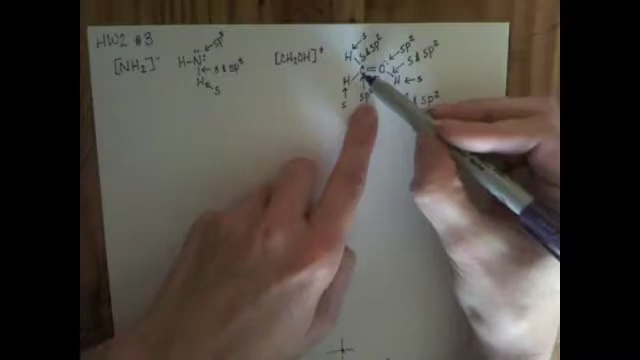 HW2 #3
[NH₂]⁻ H-N: sp³
s & sp³
H s
[CH₂OH]⁺
H s s & sp² sp²
C=O s & sp²
H H s
s sp² & sp²